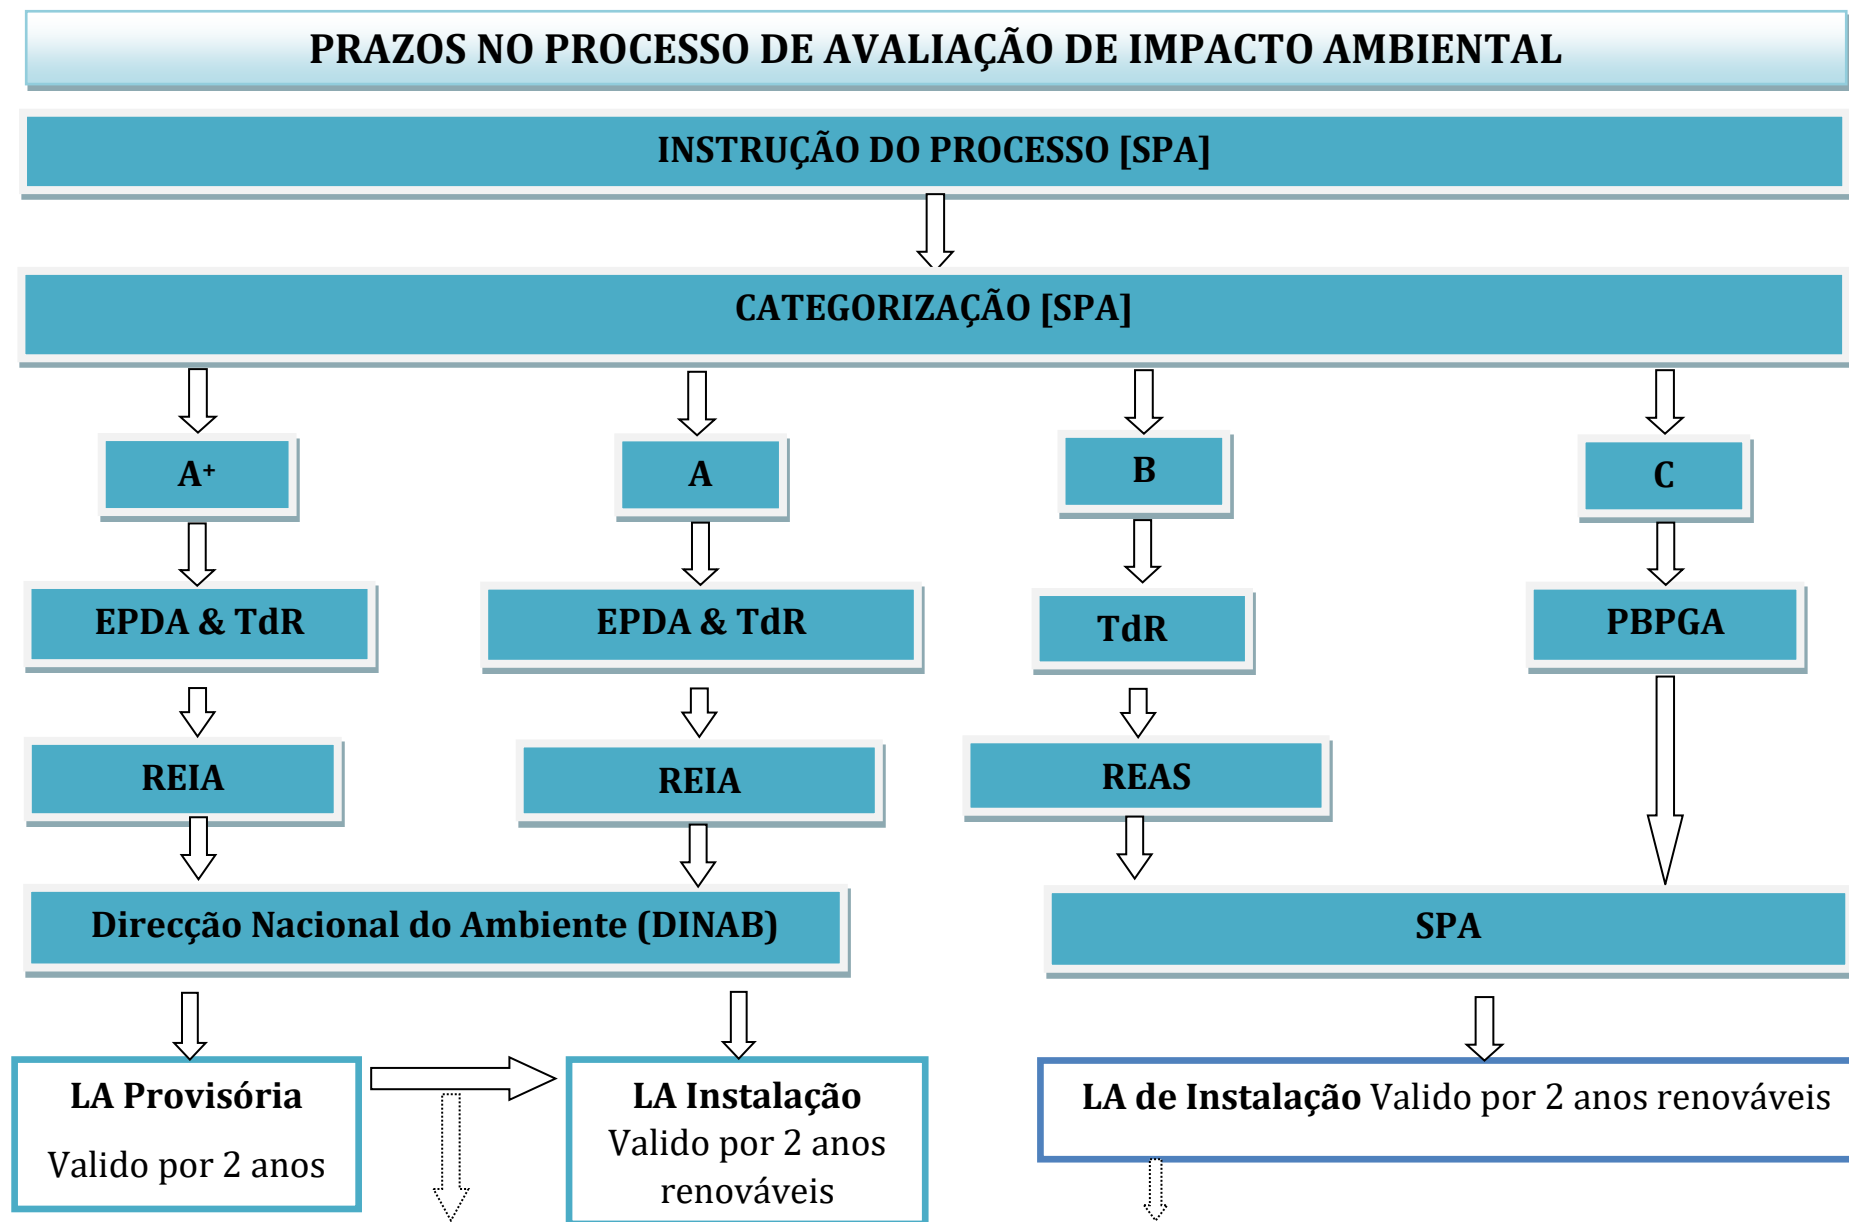 PRAZOS NO PROCESSO DE AVALIAÇÃO DE IMPACTO AMBIENTAL
INSTRUÇÃO DO PROCESSO [SPA]
CATEGORIZAÇÃO [SPA]
A⁺
A
B
C
EPDA & TdR
EPDA & TdR
TdR
PBPGA
REIA
REIA
REAS
Direcção Nacional do Ambiente (DINAB)
SPA
LA Provisória
Valido por 2 anos
LA Instalação
Valido por 2 anos
renováveis
LA de Instalação Valido por 2 anos renováveis